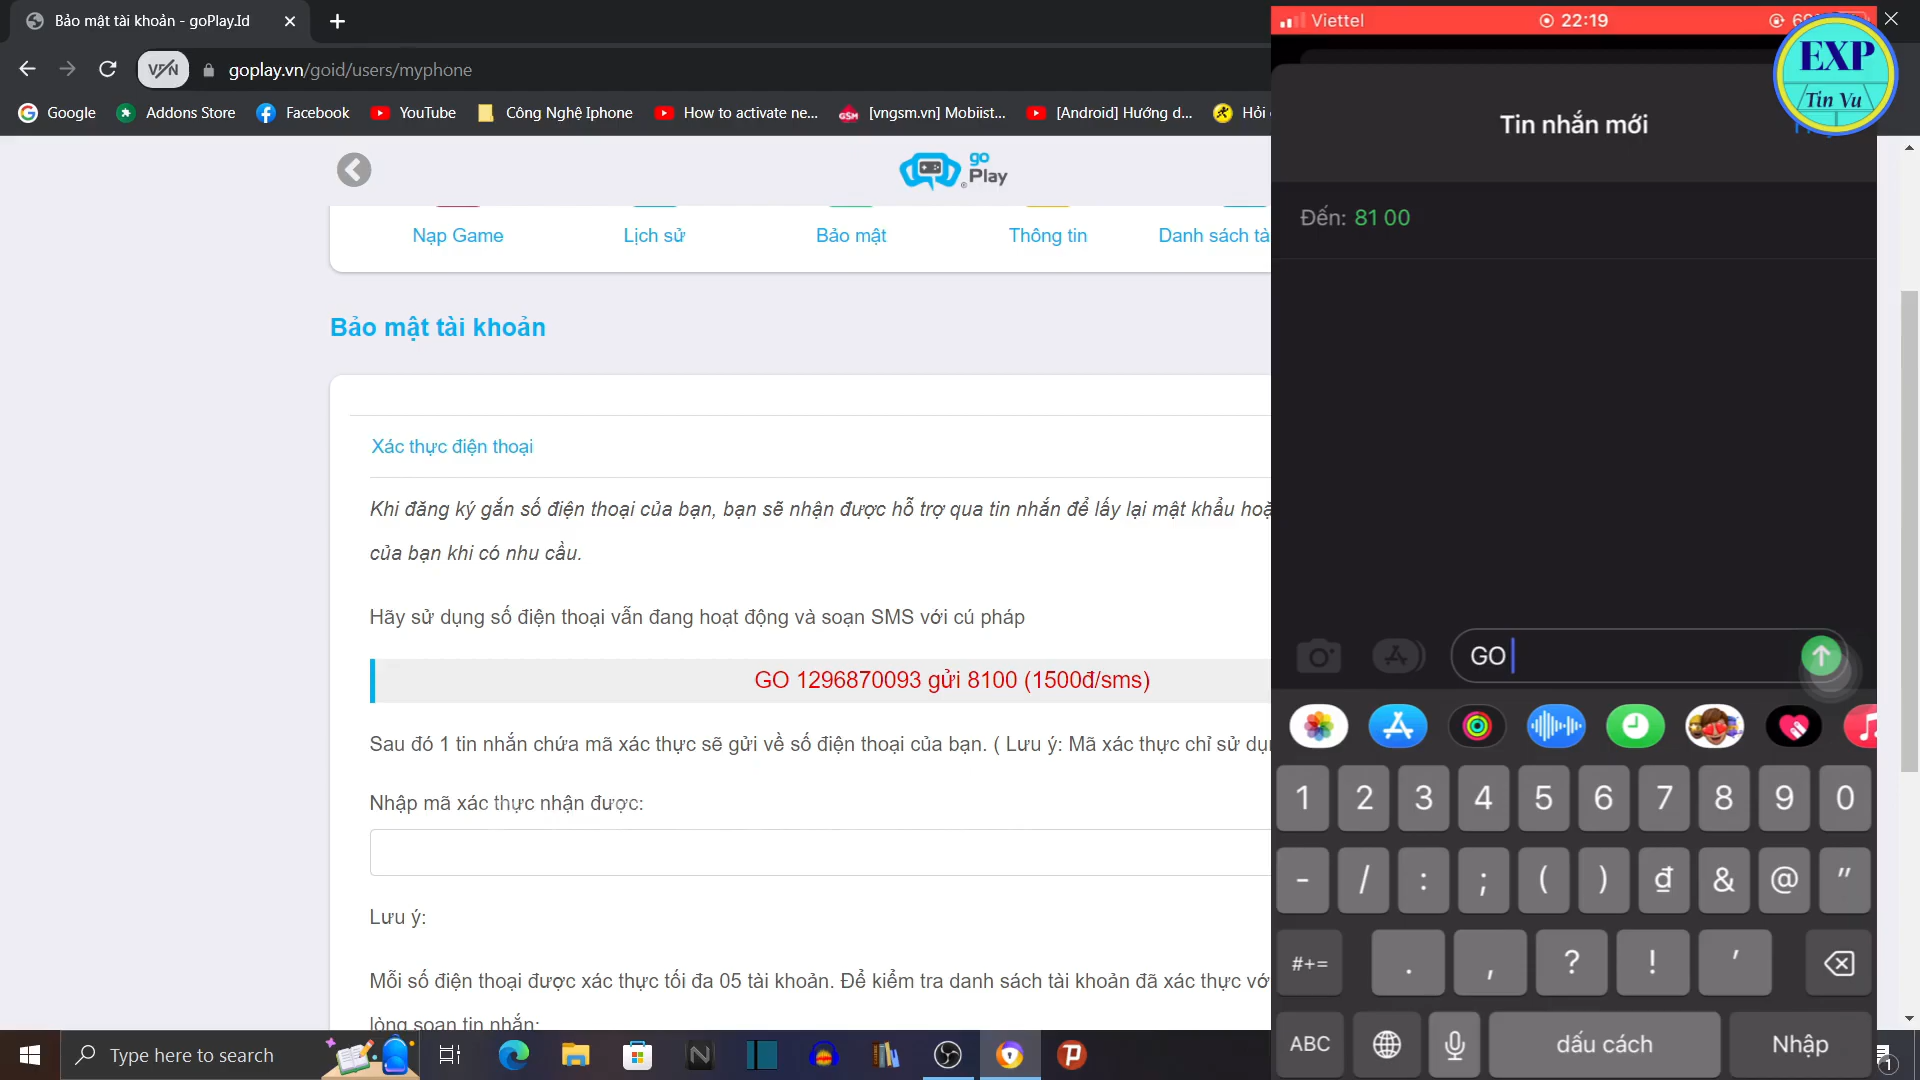 Bảo mật tài khoản - goPlay.Id
VPN
goplay.vn/goid/users/myphone
Google
Addons Store
Facebook
YouTube
Công Nghệ Iphone
How to activate ne...
GSM
[vngsm.vn] Mobiist...
[Android] Hướng d...
Hỏi
go
Play
Nạp Game
Lịch sử
Bảo mật
Thông tin
Danh sách tà
Bảo mật tài khoản
Xác thực điện thoại
Khi đăng ký gắn số điện thoại của bạn, bạn sẽ nhận được hỗ trợ qua tin nhắn để lấy lại mật khẩu hoặ
của bạn khi có nhu cầu.
Hãy sử dụng số điện thoại vẫn đang hoạt động và soạn SMS với cú pháp
GO 1296870093 gửi 8100 (1500đ/sms)
Sau đó 1 tin nhắn chứa mã xác thực sẽ gửi về số điện thoại của bạn. ( Lưu ý: Mã xác thực chỉ sử dụ
Nhập mã xác thực nhận được:
Lưu ý:
Mỗi số điện thoại được xác thực tối đa 05 tài khoản. Để kiểm tra danh sách tài khoản đã xác thực vớ
lòng soạn tin nhắn:
Type here to search
Viettel
22:19
EXP
Tin Vu
Tin nhắn mới
Đến: 81 00
GO
1 2 3 4 5 6 7 8 9 0
- / : ; ( ) đ & @ "
#+= . , ? ! '
ABC dấu cách Nhập
1